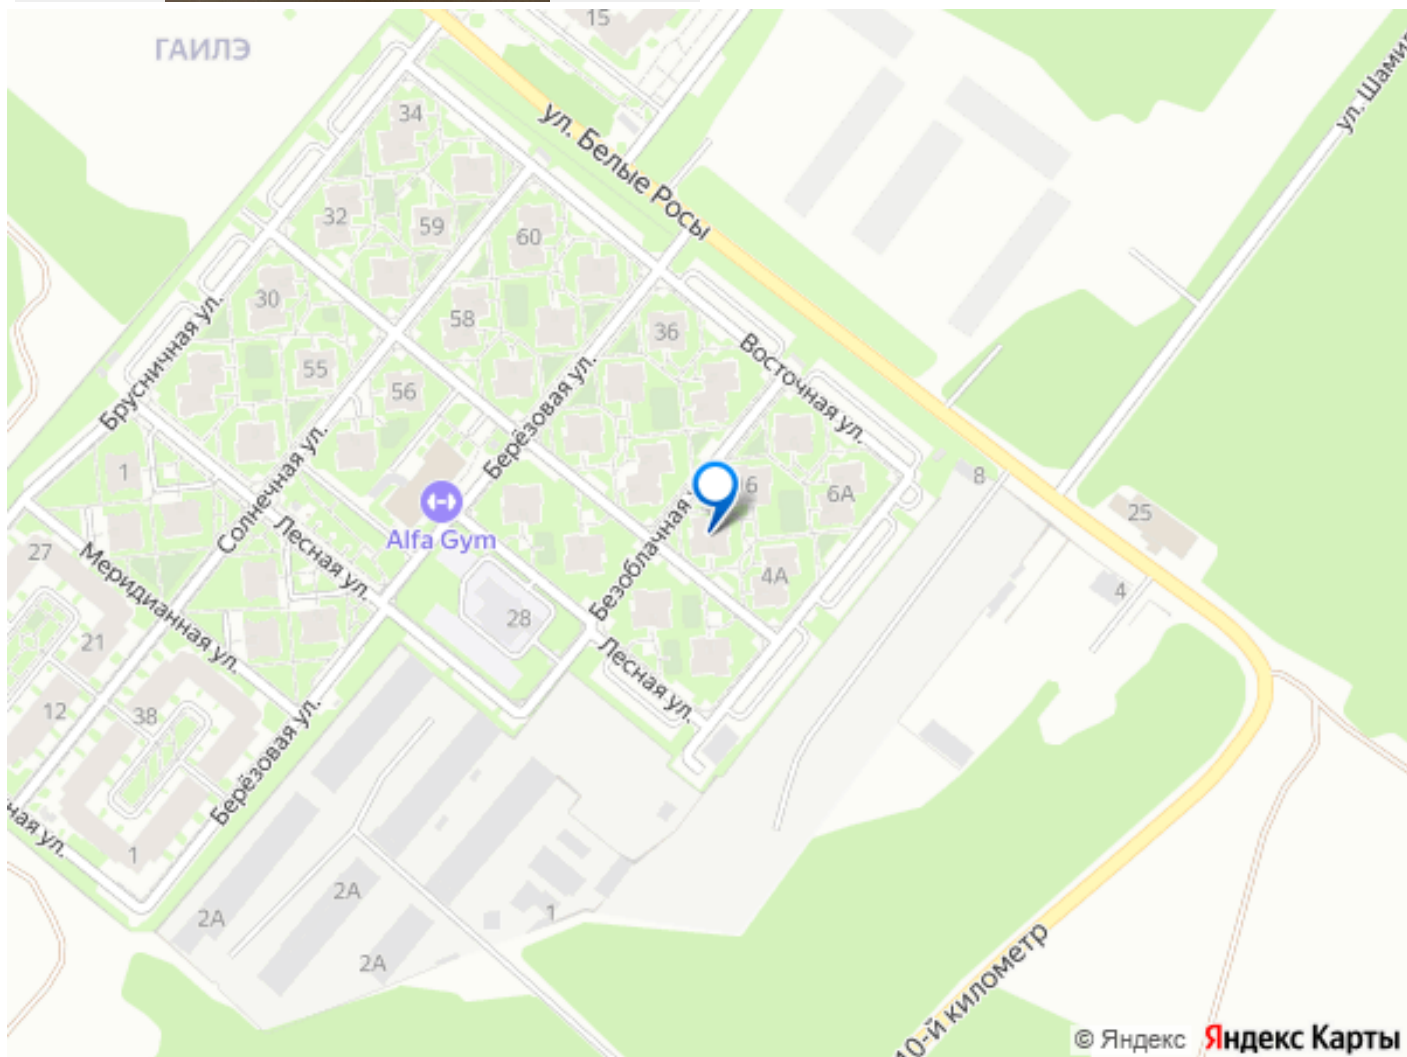 15
ГАИЛЭ
ул. Шами
34
ул. Белые Росы
32
59
60
30
58
36
Брусничная ул.
Восточная ул.
55
56
Берёзовая ул.
1
Солнечная ул.
6
6А
8
25
Alfa Gym
27
Лесная ул.
Меридианная ул.
Безоблачная
4А
4
28
21
Лесная ул.
12
38
Берёзовая ул.
ная ул.
1
2А
2А
1
2А
10-й километр
© Яндекс
Яндекс Карты